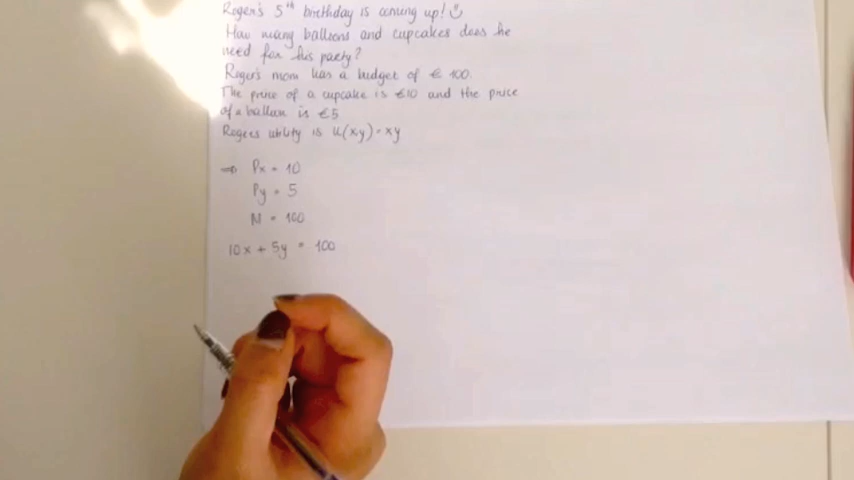 Roger's 5th birthday is coming up! ☺
How many balloons and cupcakes does he
need for his party?
Roger's mom has a budget of € 100.
The price of a cupcake is €10 and the price
of a balloon is €5
Rogers utility is U(x,y) = xy
⇒ Px = 10
Py = 5
M = 100
10x + 5y = 100